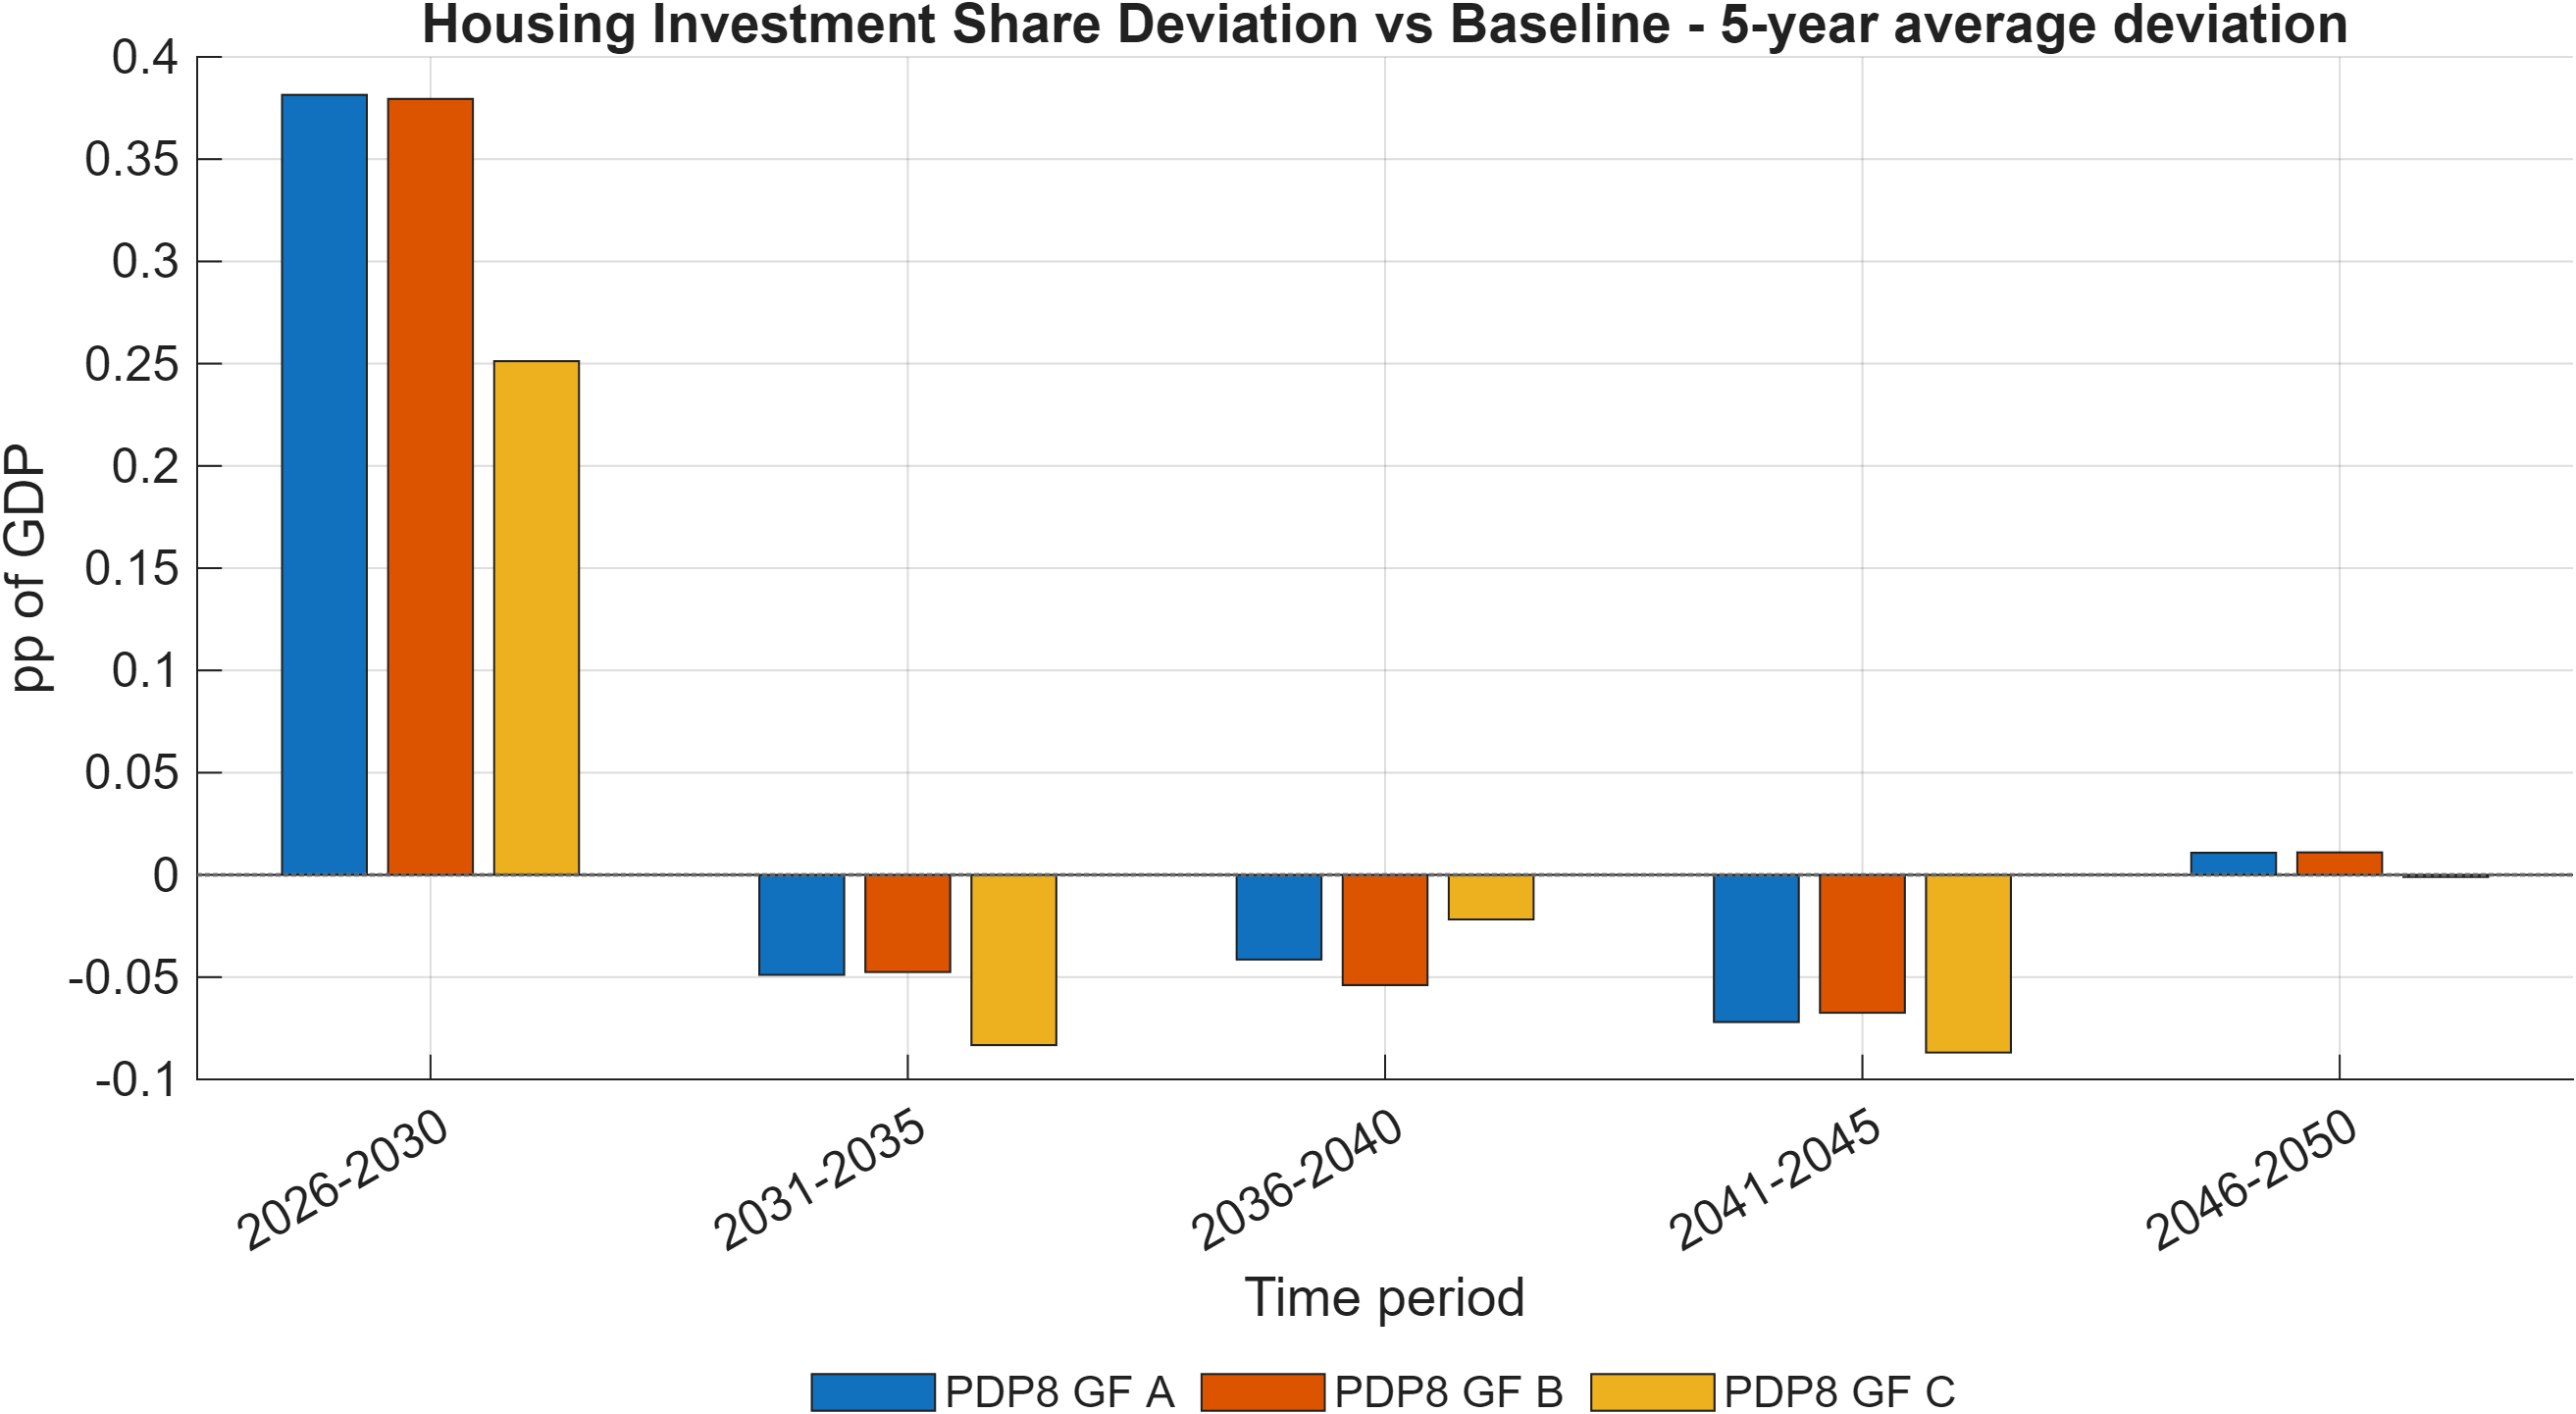 Housing Investment Share Deviation vs Baseline - 5-year average deviation
0.4
0.35
0.3
0.25
0.2
0.15
0.1
0.05
0
-0.05
-0.1
pp of GDP
2026-2030
2031-2035
2036-2040
2041-2045
2046-2050
Time period
PDP8 GF A
PDP8 GF B
PDP8 GF C